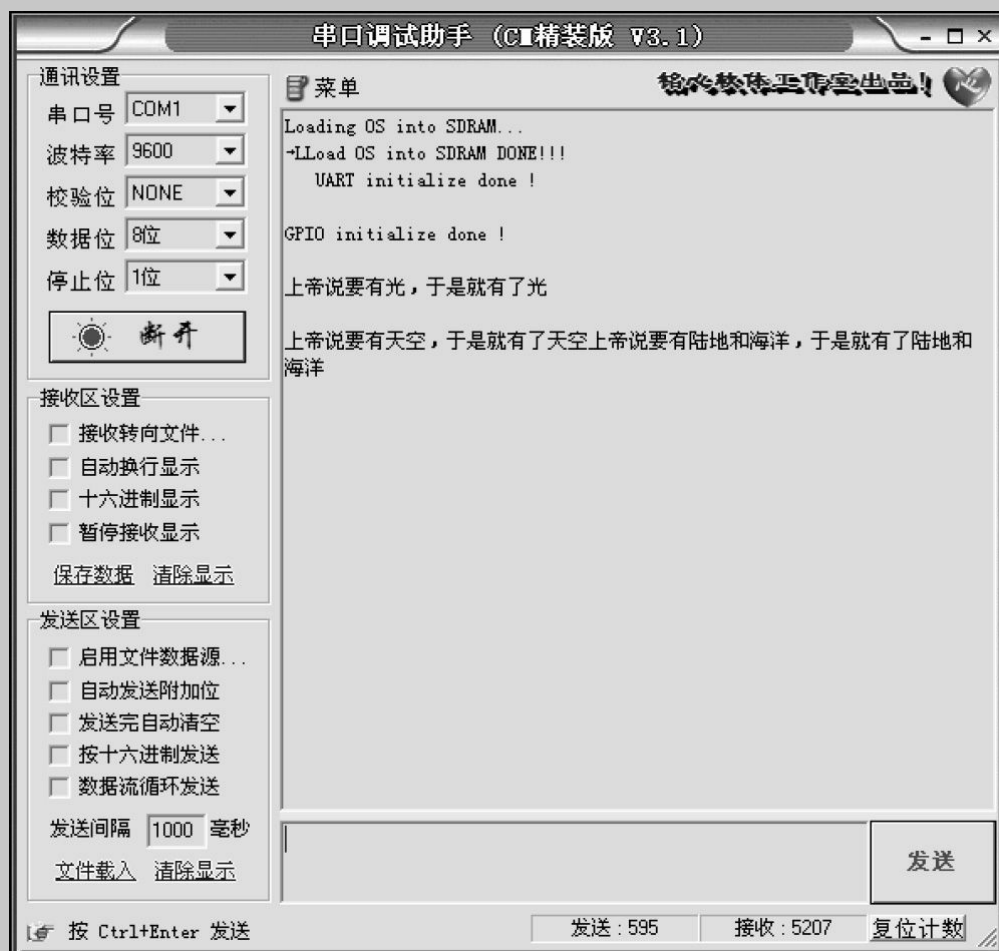 串口调试助手 (CM精装版 V3.1)
通讯设置
串口号 COM1
波特率 9600
校验位 NONE
数据位 8位
停止位 1位
断开
接收区设置
接收转向文件...
自动换行显示
十六进制显示
暂停接收显示
保存数据 清除显示
发送区设置
启用文件数据源...
自动发送附加位
发送完自动清空
按十六进制发送
数据流循环发送
发送间隔 1000 毫秒
文件载入 清除显示
菜单
工作室出品!
Loading OS into SDRAM...
→LLoad OS into SDRAM DONE!!!
UART initialize done !
GPIO initialize done !
上帝说要有光，于是就有了光
上帝说要有天空，于是就有了天空上帝说要有陆地和海洋，于是就有了陆地和
海洋
发送
按 Ctrl+Enter 发送
发送:595
接收:5207
复位计数